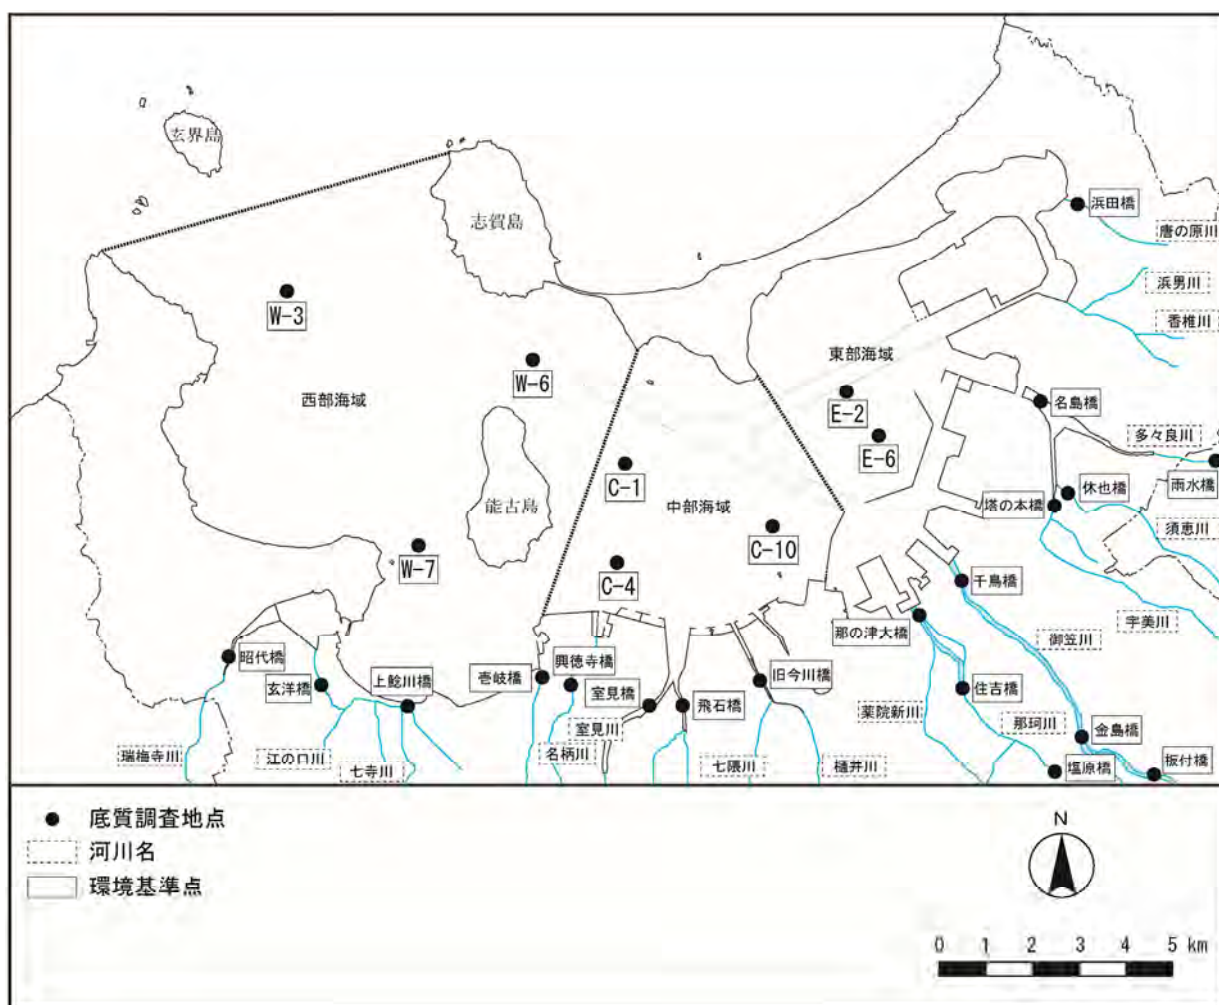 玄界島
志賀島
浜田橋
唐の原川
浜男川
香椎川
W-3
W-6
東部海域
西部海域
E-2
名島橋
E-6
多々良川
C-1
雨水橋
休也橋
能古島
中部海域
塔の本橋
須恵川
C-10
W-7
C-4
千鳥橋
宇美川
那の津大橋
御笠川
昭代橋
興徳寺橋
壱岐橋
玄洋橋
上鯰川橋
室見橋
旧今川橋
住吉橋
飛石橋
薬院新川
那珂川
室見川
金島橋
瑞梅寺川
江の口川
名柄川
七寺川
七隈川
樋井川
塩原橋
板付橋
底質調査地点
河川名
環境基準点
N
0 1 2 3 4 5 km